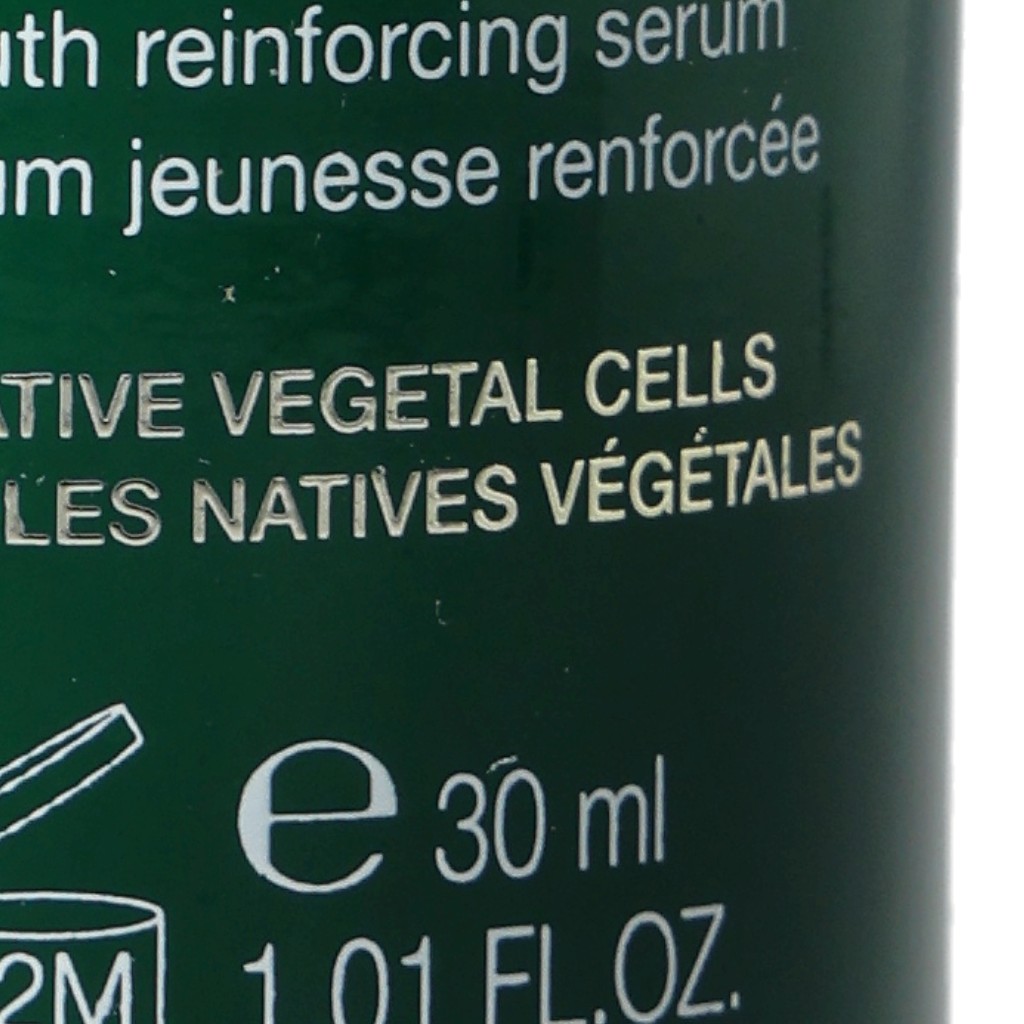 uth reinforcing serum
um jeunesse renforcée
ATIVE VEGETAL CELLS
LES NATIVES VÉGÉTALES
e 30 ml
2M 1.01 FL.OZ.